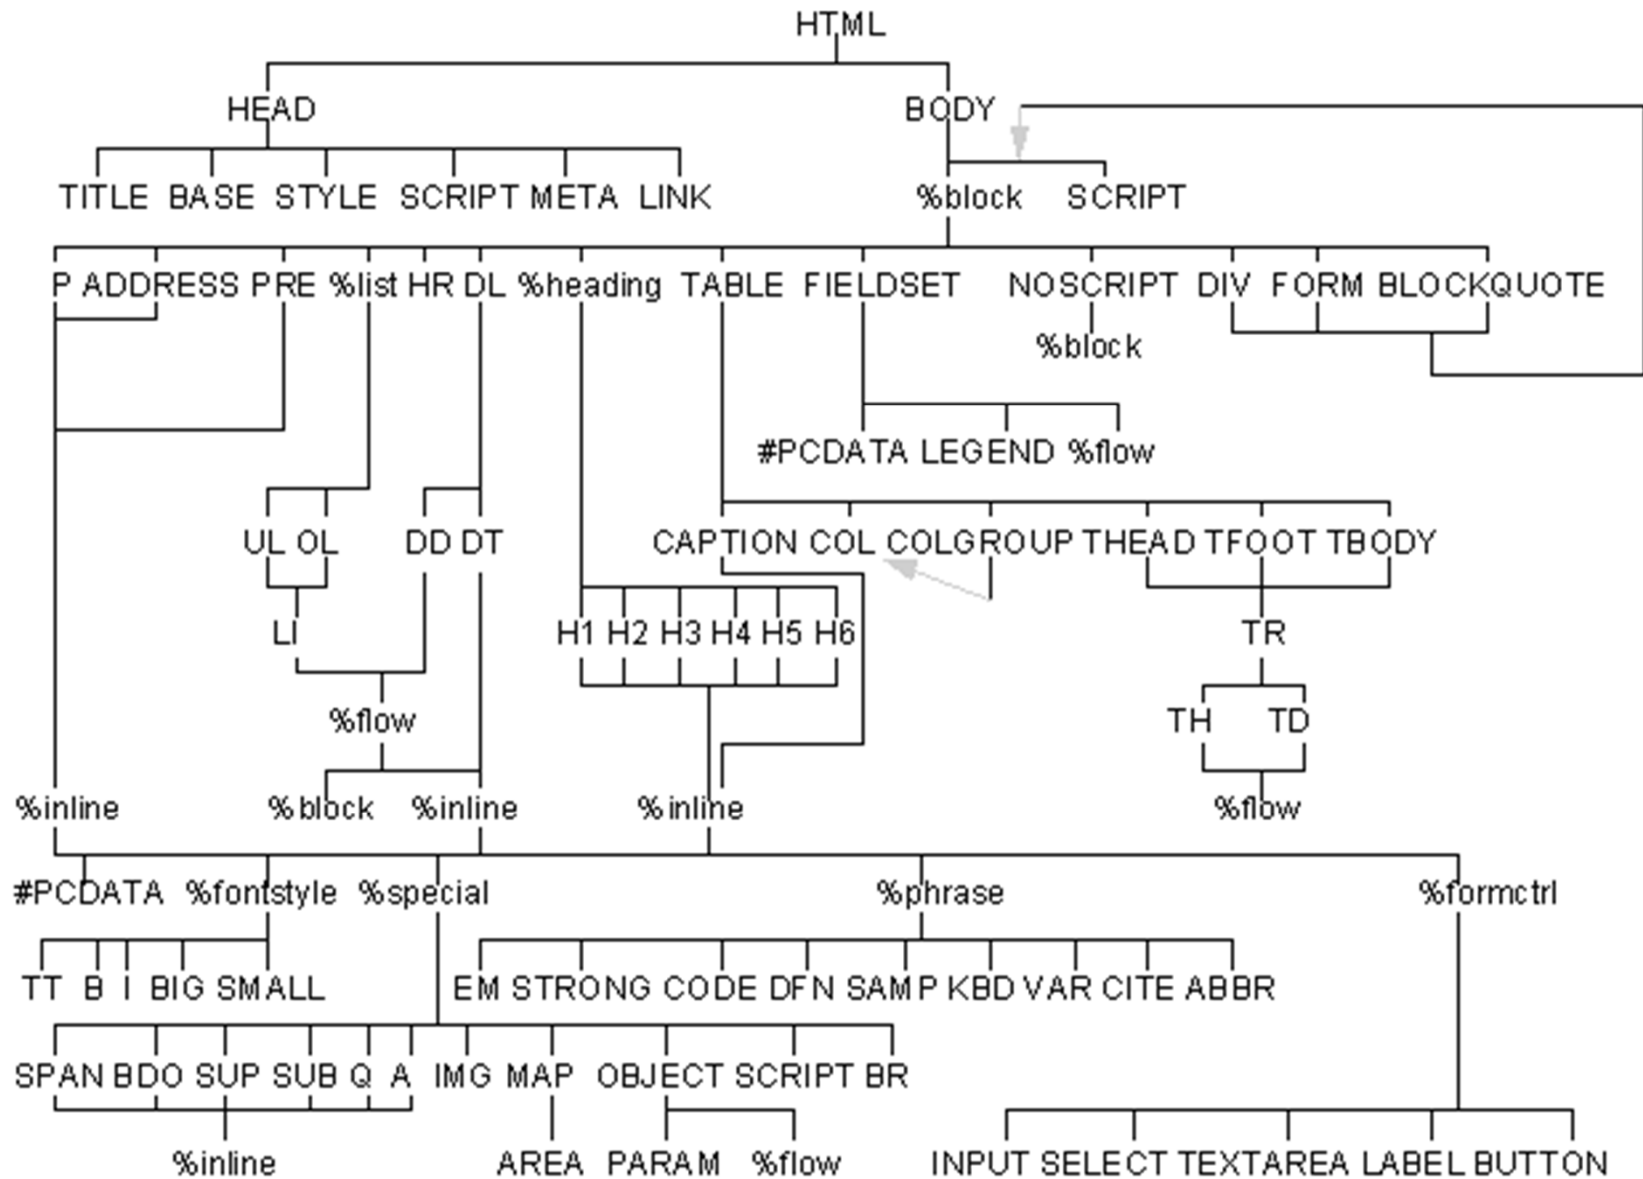 HTML
HEAD BODY
TITLE BASE STYLE SCRIPT META LINK %block SCRIPT
P ADDRESS PRE %list HR DL %heading TABLE FIELDSET NOSCRIPT DIV FORM BLOCKQUOTE
%block
#PCDATA LEGEND %flow
UL OL DD DT CAPTION COL COLGROUP THEAD TFOOT TBODY
LI H1 H2 H3 H4 H5 H6 TR
%flow TH TD
%inline %block %inline %inline %flow
#PCDATA %fontstyle %special %phrase %formctrl
TT B I BIG SMALL EM STRONG CODE DFN SAMP KBD VAR CITE ABBR
SPAN BDO SUP SUB Q A IMG MAP OBJECT SCRIPT BR
%inline AREA PARAM %flow INPUT SELECT TEXTAREA LABEL BUTTON